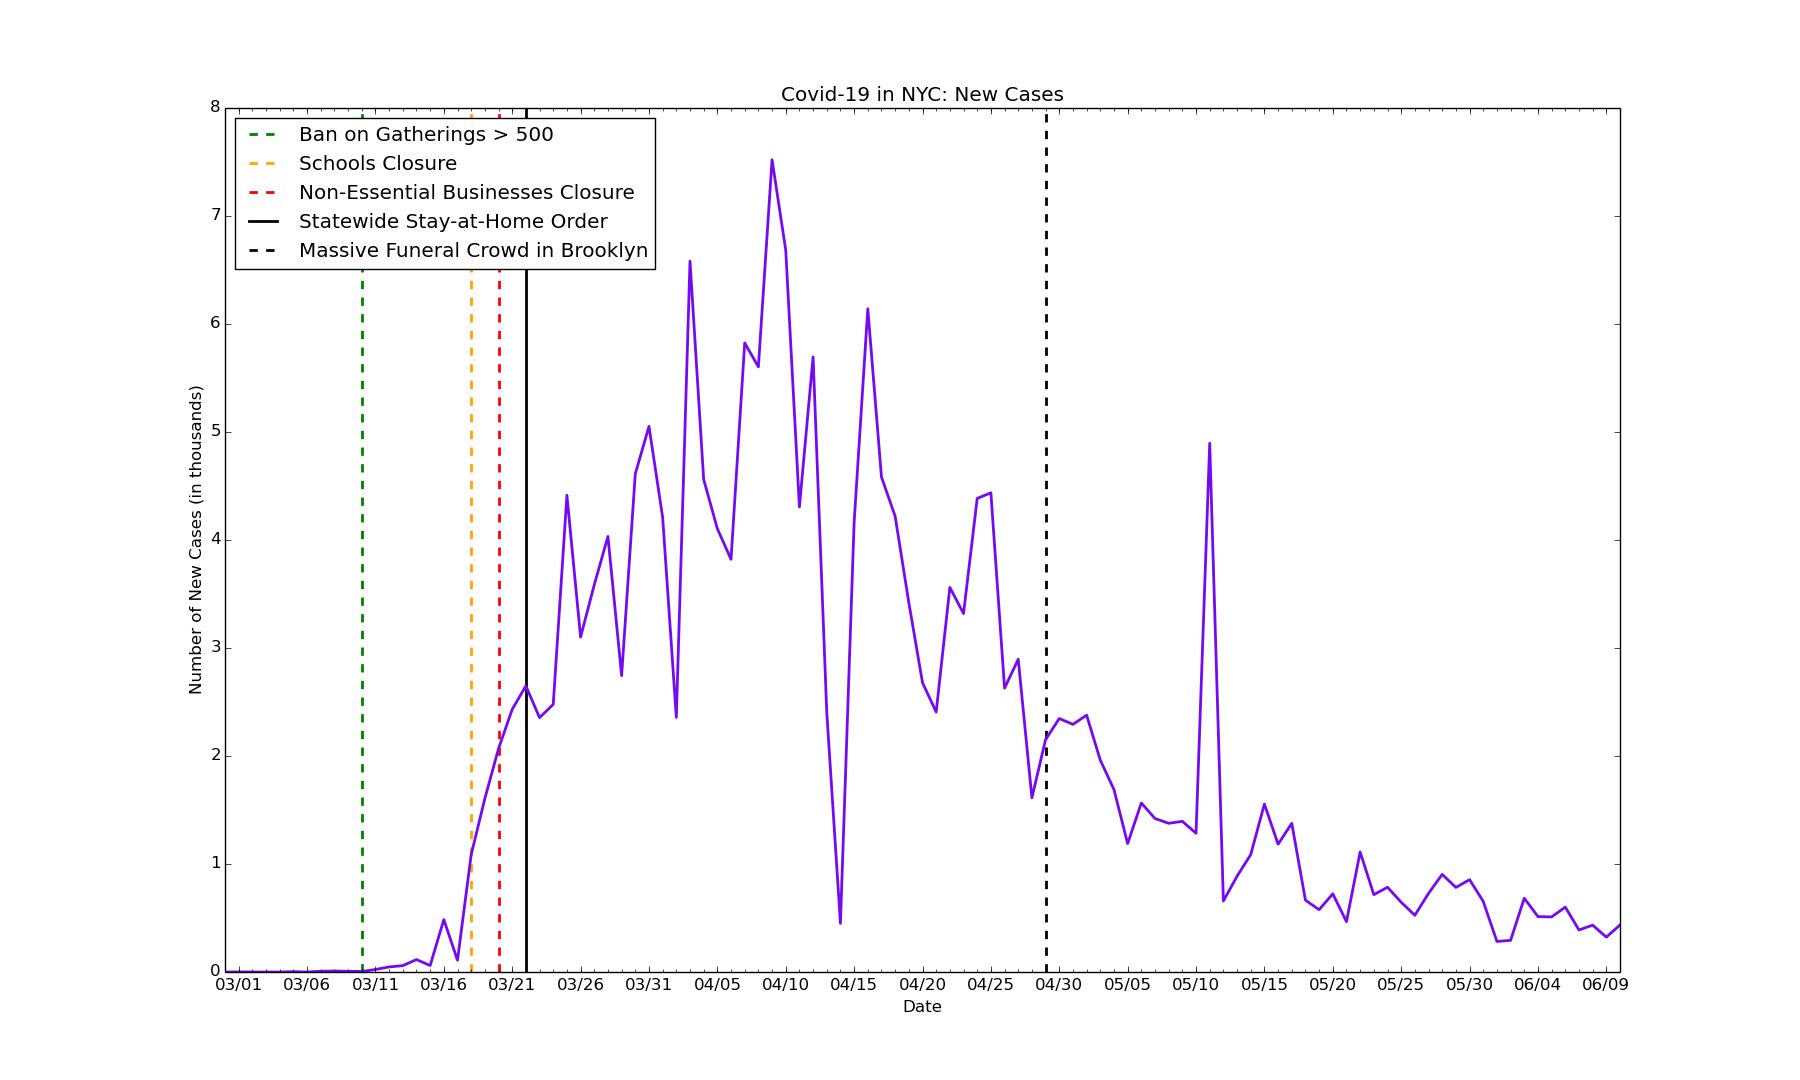 Covid-19 in NYC: New Cases
Ban on Gatherings > 500
Schools Closure
Non-Essential Businesses Closure
Statewide Stay-at-Home Order
Massive Funeral Crowd in Brooklyn
Number of New Cases (in thousands)
8
7
6
5
4
3
2
1
0
03/01 03/06 03/11 03/16 03/21 03/26 03/31 04/05 04/10 04/15 04/20 04/25 04/30 05/05 05/10 05/15 05/20 05/25 05/30 06/04 06/09
Date